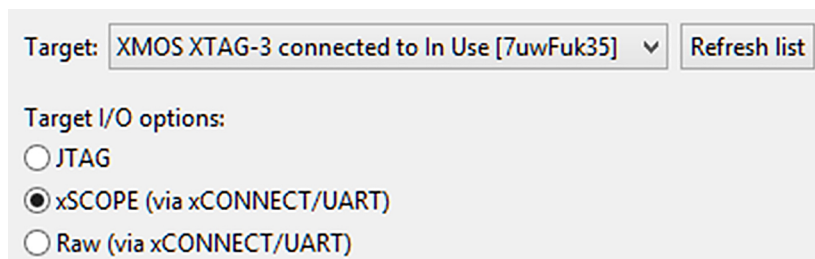 Target: XMOS XTAG-3 connected to In Use [7uwFuk35] Refresh list
Target I/O options:
JTAG
xSCOPE (via xCONNECT/UART)
Raw (via xCONNECT/UART)